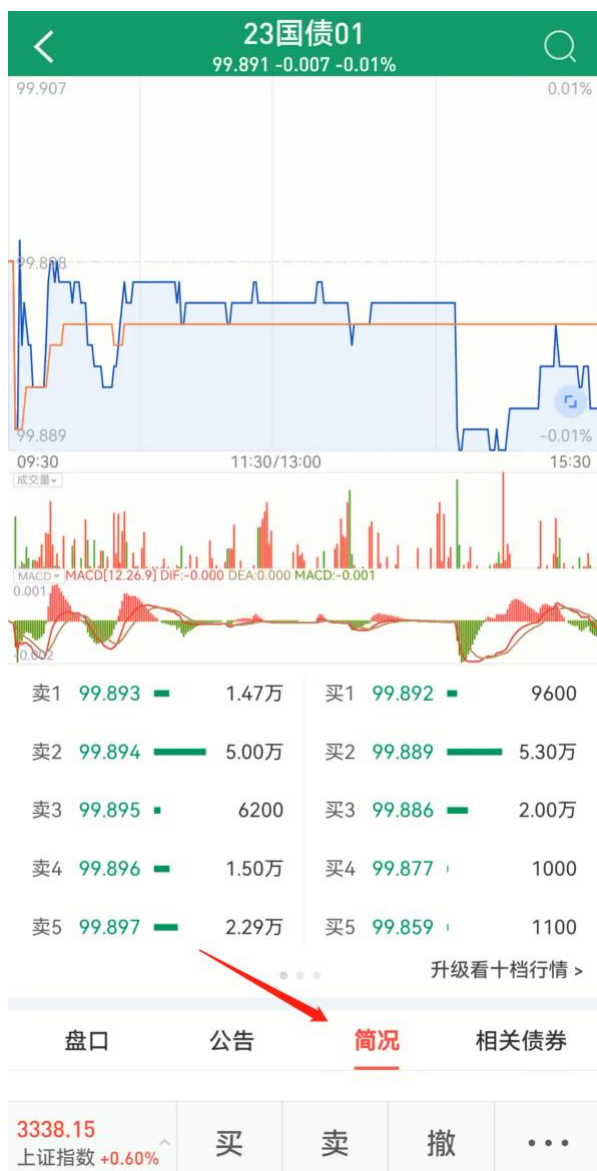 23国债01
99.891 -0.007 -0.01%
99.907 0.01%
99.898
99.889 -0.01%
09:30 11:30/13:00 15:30
成交量
MACD MACD[12.26.9] DIF:-0.000 DEA:0.000 MACD:-0.001
0.001
-0.002
卖1 99.893 1.47万 买1 99.892 9600
卖2 99.894 5.00万 买2 99.889 5.30万
卖3 99.895 6200 买3 99.886 2.00万
卖4 99.896 1.50万 买4 99.877 1000
卖5 99.897 2.29万 买5 99.859 1100
升级看十档行情 >
盘口 公告 简况 相关债券
3338.15
上证指数 +0.60%
买 卖 撤